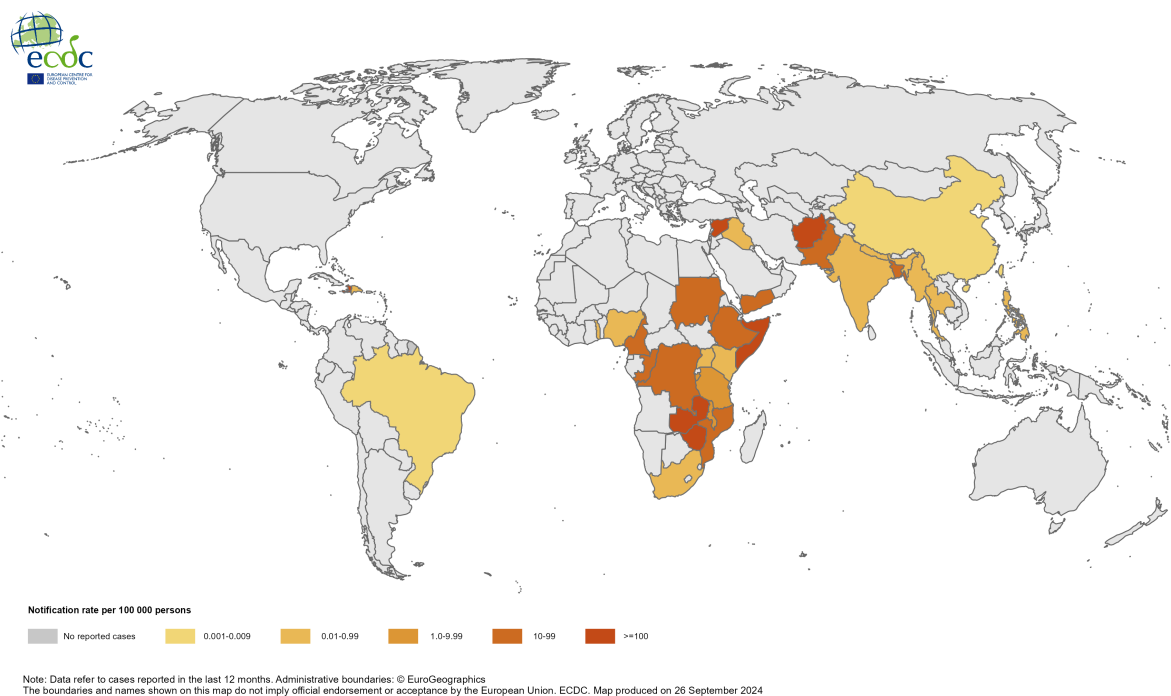 ecdc
EUROPEAN CENTRE FOR
DISEASE PREVENTION
AND CONTROL
Notification rate per 100 000 persons
No reported cases
0.001-0.009
0.01-0.99
1.0-9.99
10-99
>=100
Note: Data refer to cases reported in the last 12 months. Administrative boundaries: © EuroGeographics
The boundaries and names shown on this map do not imply official endorsement or acceptance by the European Union. ECDC. Map produced on 26 September 2024